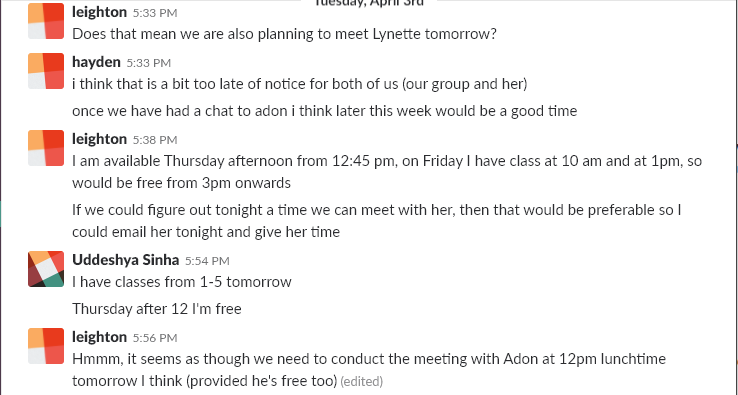 Tuesday, April 3rd
leighton 5:33 PM
Does that mean we are also planning to meet Lynette tomorrow?
hayden 5:33 PM
i think that is a bit too late of notice for both of us (our group and her)
once we have had a chat to adon i think later this week would be a good time
leighton 5:38 PM
I am available Thursday afternoon from 12:45 pm, on Friday I have class at 10 am and at 1pm, so
would be free from 3pm onwards
If we could figure out tonight a time we can meet with her, then that would be preferable so I
could email her tonight and give her time
Uddeshya Sinha 5:54 PM
I have classes from 1-5 tomorrow
Thursday after 12 I'm free
leighton 5:56 PM
Hmmm, it seems as though we need to conduct the meeting with Adon at 12pm lunchtime
tomorrow I think (provided he's free too) (edited)